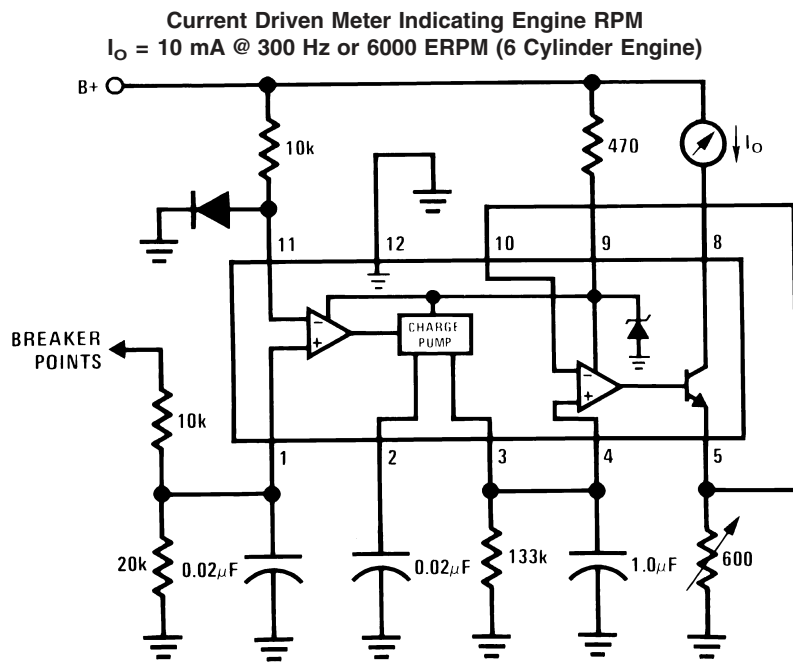 Current Driven Meter Indicating Engine RPM
I_O = 10 mA @ 300 Hz or 6000 ERPM (6 Cylinder Engine)
B+
10k
470
I_O
11
12
10
9
8
BREAKER
POINTS
−
+
CHARGE
PUMP
−
+
10k
1
2
3
4
5
20k
0.02μF
0.02μF
133k
1.0μF
600